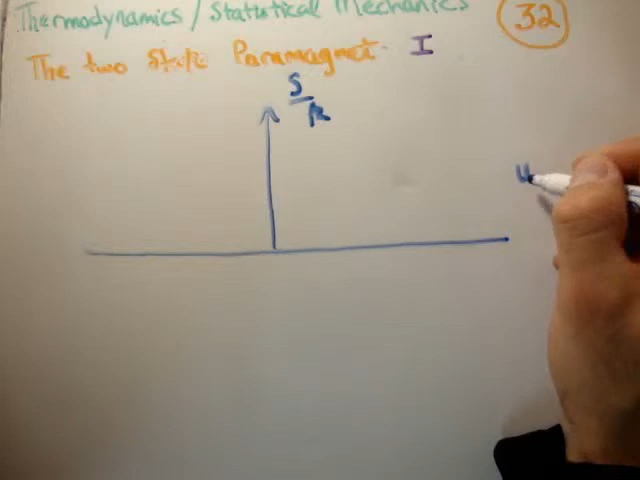 Thermodynamics / Statistical Mechanics
32
The two State Paramagnet I
S
k
u